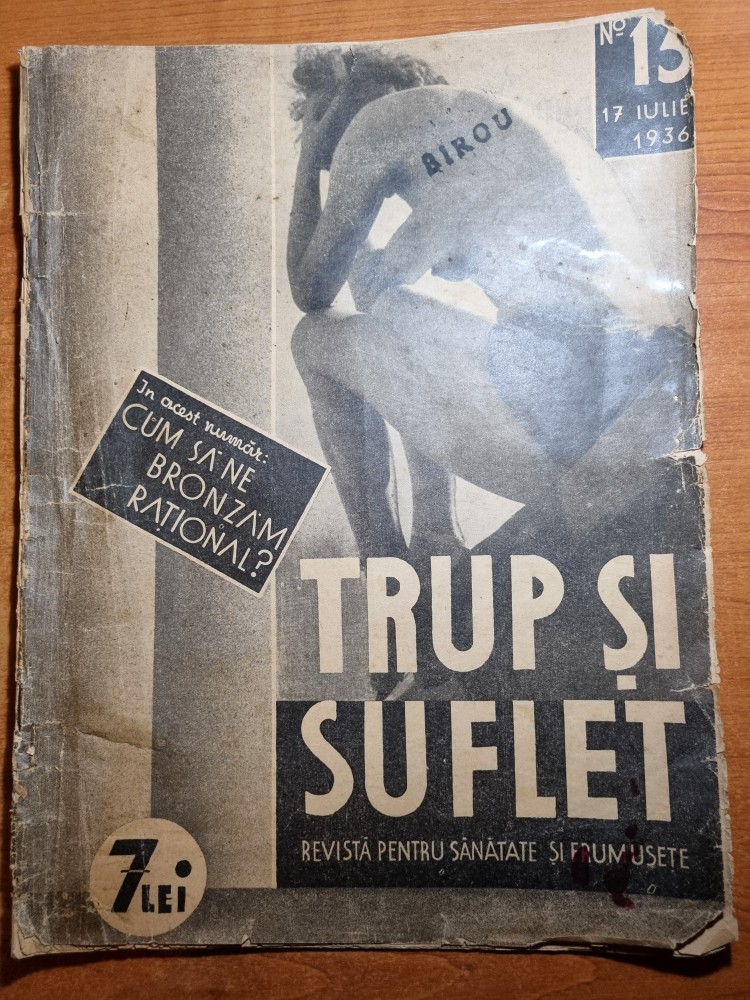 No 13
17 IULIE
1936
BIROU
In acest număr:
CUM SĂ NE
BRONZĂM
RAȚIONAL?
TRUP ȘI
SUFLET
REVISTĂ PENTRU SĂNĂTATE ȘI FRUMUSEȚE
7 LEI